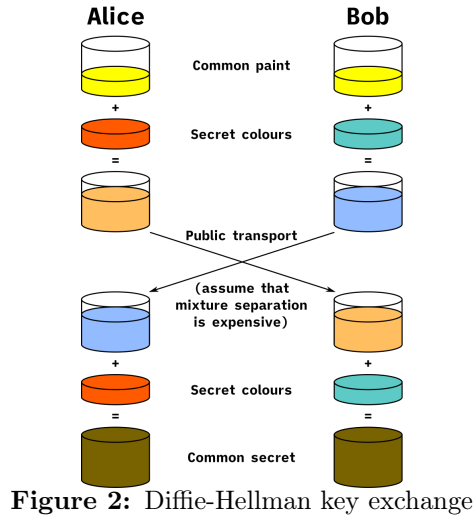 Alice Bob
Common paint
+ +
Secret colours
= =
Public transport
(assume that
mixture separation
is expensive)
+ +
Secret colours
= =
Common secret
Figure 2: Diffie-Hellman key exchange